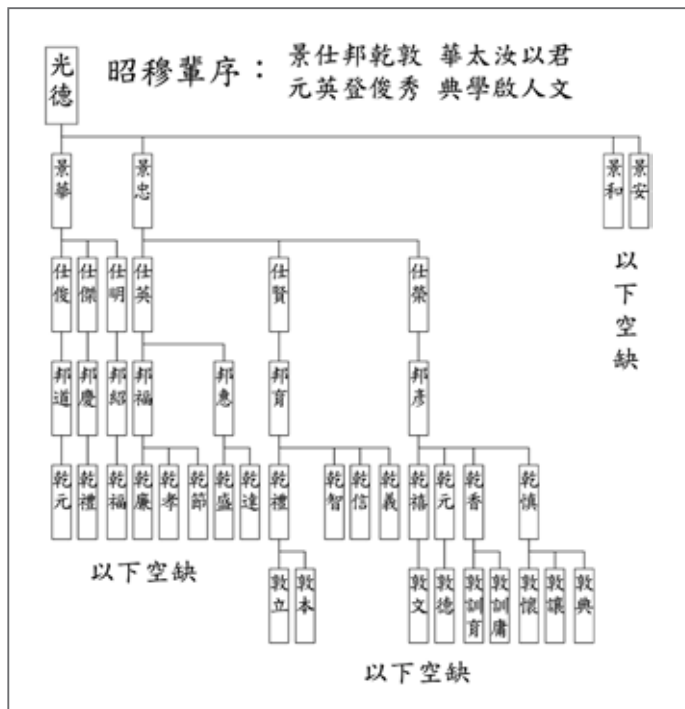 光德
昭穆輩序：
景仕邦乾敦 華太汝以君
元英登俊秀 典學啟人文
景華
景忠
景和
景安
仕俊
仕傑
仕明
仕英
仕賢
仕榮
以下空缺
邦道
邦慶
邦紹
邦福
邦惠
邦育
邦彥
乾元
乾禮
乾福
乾廉
乾孝
乾節
乾盛
乾達
乾禮
乾智
乾信
乾義
乾禧
乾元
乾香
乾慎
以下空缺
敦立
敦本
敦文
敦德
敦訓育
敦訓庸
敦懷
敦讓
敦典
以下空缺